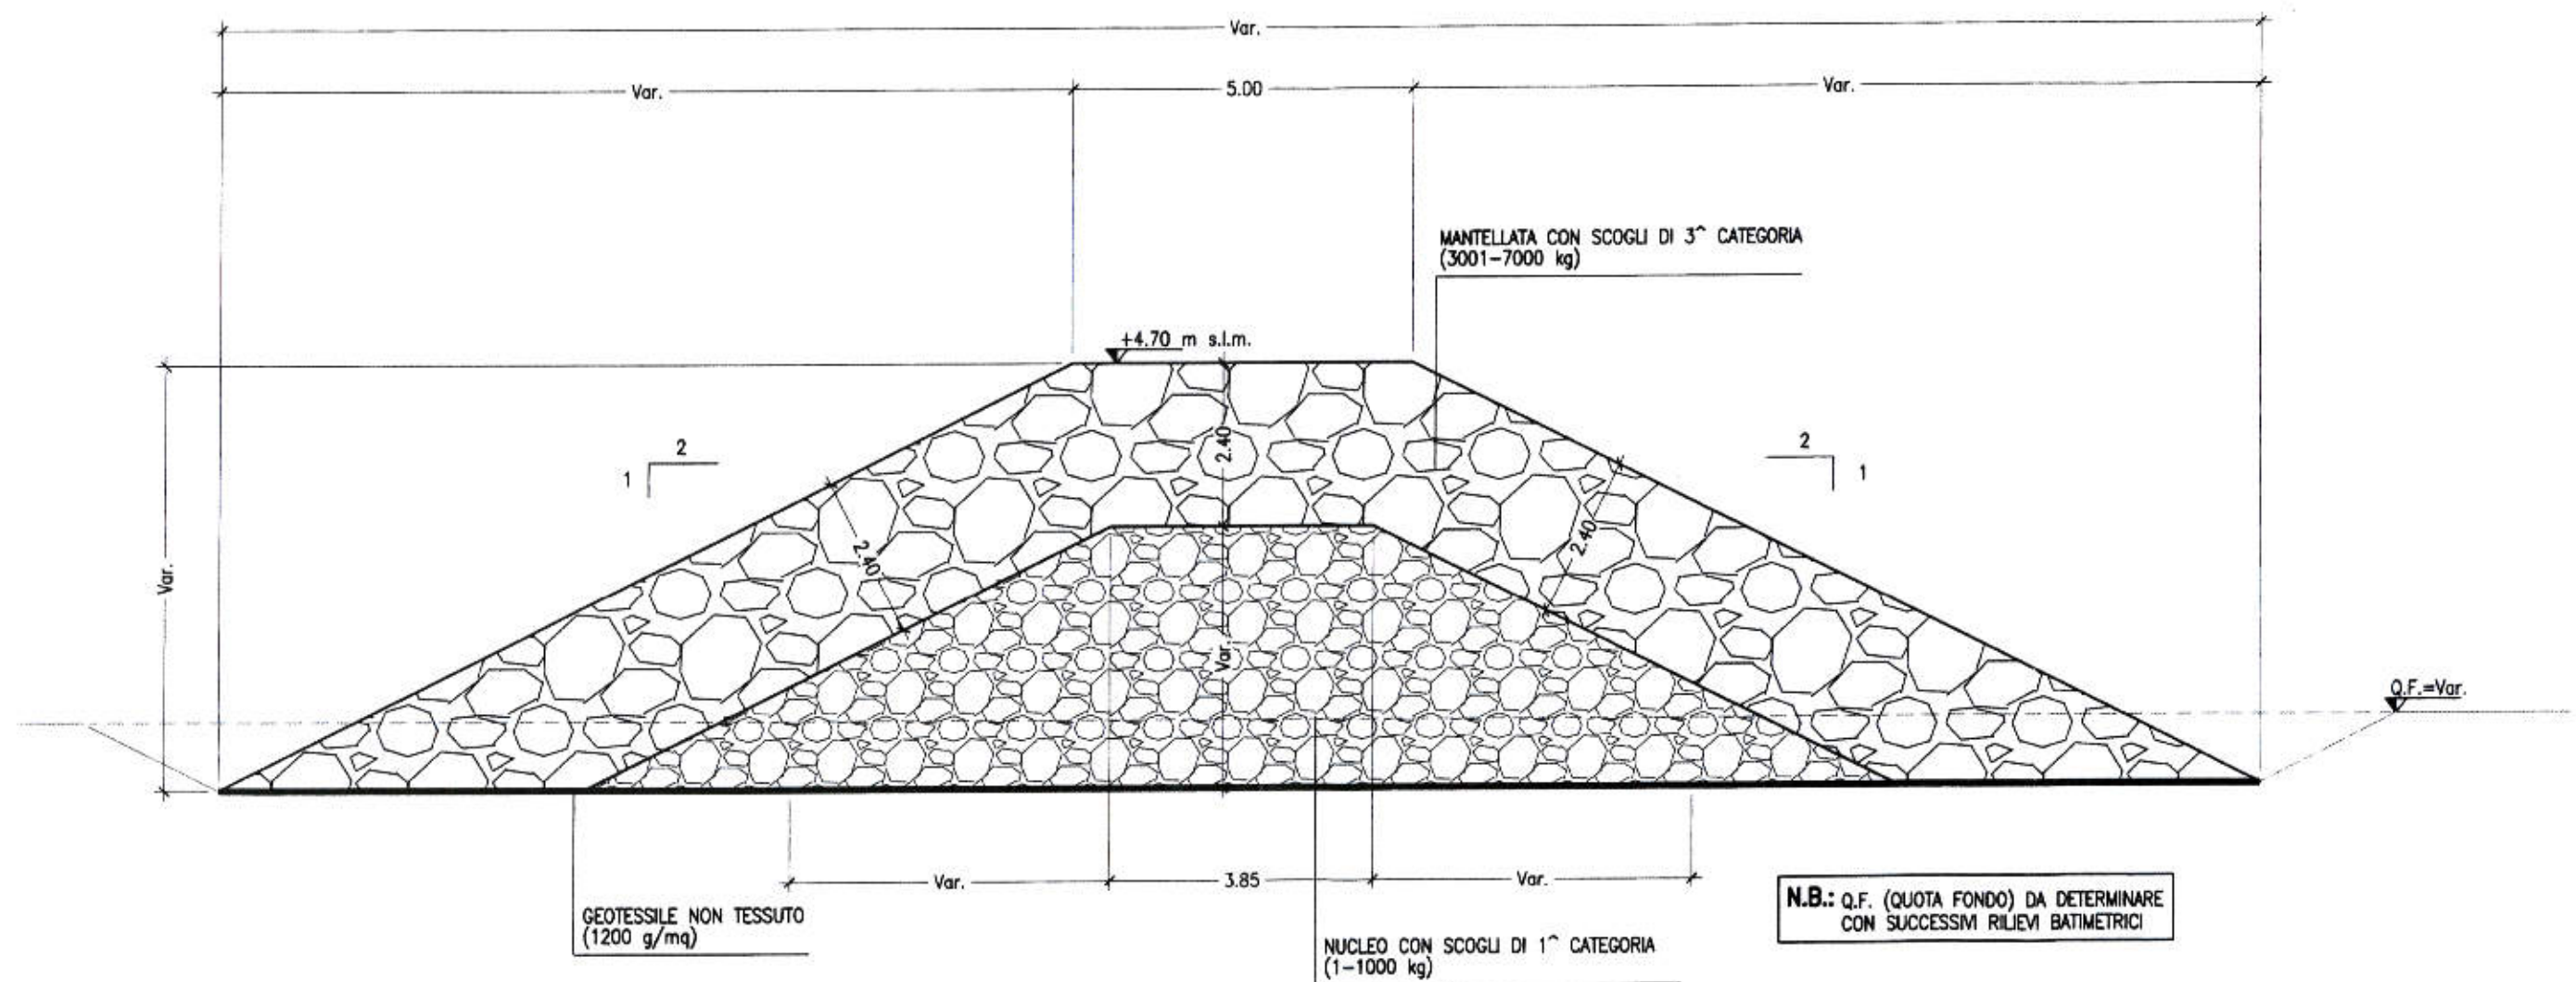 Var.
Var.
5.00
Var.
MANTELLATA CON SCOGLI DI 3^ CATEGORIA
(3001-7000 kg)
+4.70 m s.l.m.
2
1
2
1
2.40
2.40
2.40
Var.
Var.
Q.F.=Var.
Var.
3.85
Var.
GEOTESSILE NON TESSUTO
(1200 g/mq)
NUCLEO CON SCOGLI DI 1^ CATEGORIA
(1-1000 kg)
N.B.: Q.F. (QUOTA FONDO) DA DETERMINARE
CON SUCCESSIVI RILIEVI BATIMETRICI